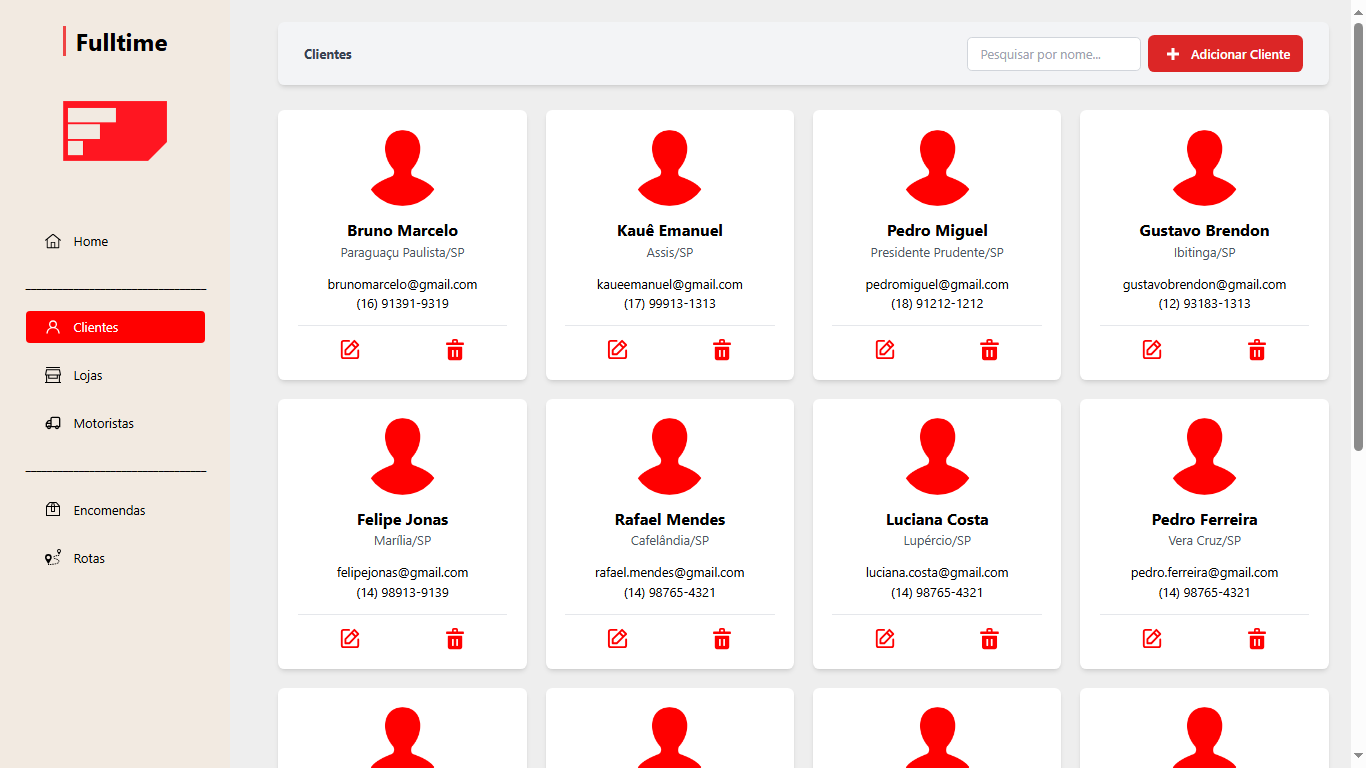 Fulltime
Home
Clientes
Lojas
Motoristas
Encomendas
Rotas
Clientes
Pesquisar por nome...
Adicionar Cliente
Bruno Marcelo
Paraguaçu Paulista/SP
brunomarcelo@gmail.com
(16) 91391-9319
Kauê Emanuel
Assis/SP
kaueemanuel@gmail.com
(17) 99913-1313
Pedro Miguel
Presidente Prudente/SP
pedromiguel@gmail.com
(18) 91212-1212
Gustavo Brendon
Ibitinga/SP
gustavobrendon@gmail.com
(12) 93183-1313
Felipe Jonas
Marília/SP
felipejonas@gmail.com
(14) 98913-9139
Rafael Mendes
Cafelândia/SP
rafael.mendes@gmail.com
(14) 98765-4321
Luciana Costa
Lupércio/SP
luciana.costa@gmail.com
(14) 98765-4321
Pedro Ferreira
Vera Cruz/SP
pedro.ferreira@gmail.com
(14) 98765-4321